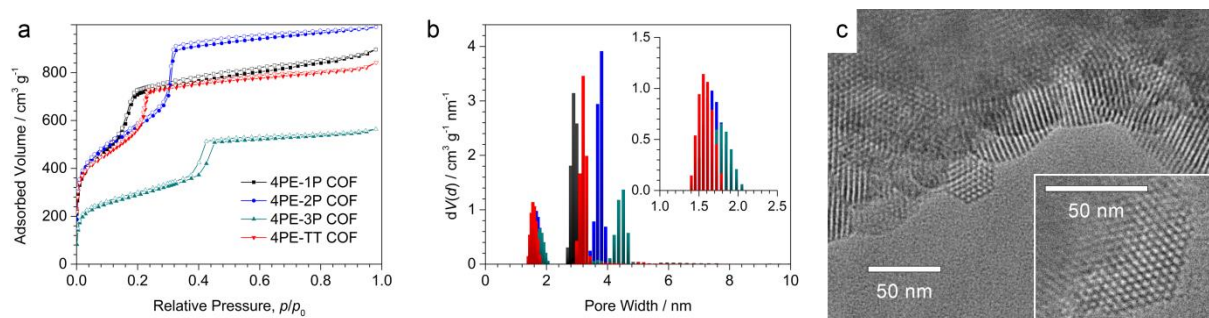 a
Adsorbed Volume / cm³ g⁻¹
800
600
400
200
0
0.0 0.2 0.4 0.6 0.8 1.0
Relative Pressure, p/p₀
4PE-1P COF
4PE-2P COF
4PE-3P COF
4PE-TT COF
b
dV(d) / cm³ g⁻¹ nm⁻¹
4
3
2
1
0
0 2 4 6 8 10
Pore Width / nm
1.5
1.0
0.5
0.0
1.0 1.5 2.0 2.5
c
50 nm
50 nm